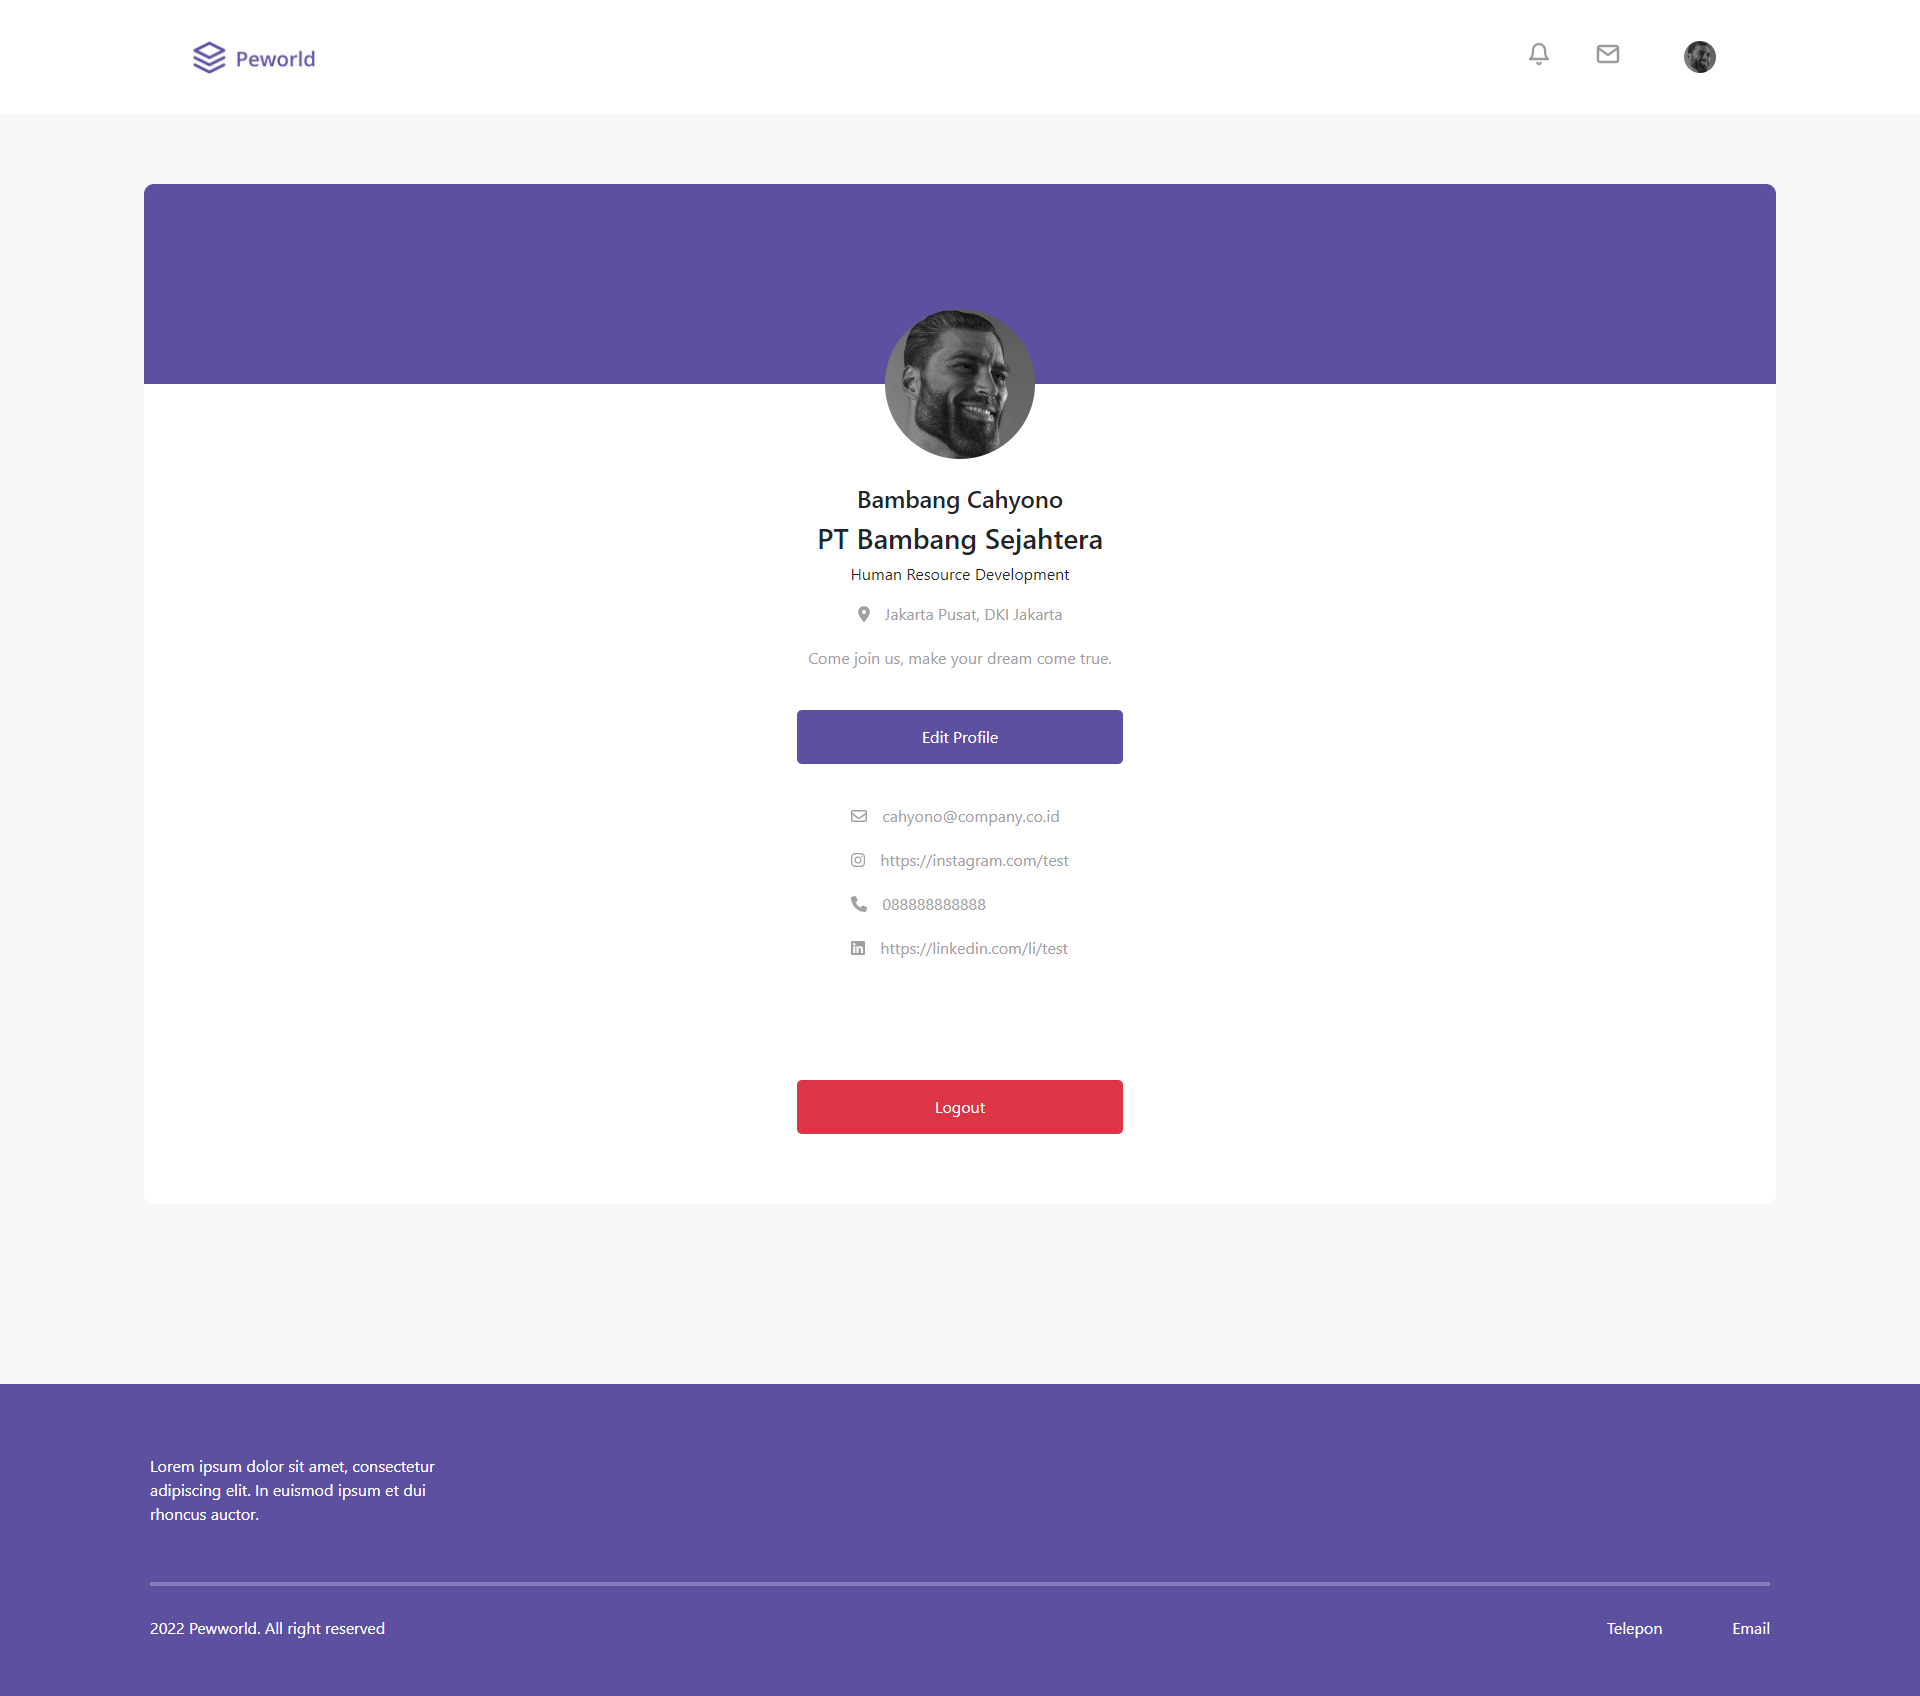 Peworld
Bambang Cahyono
PT Bambang Sejahtera
Human Resource Development
Jakarta Pusat, DKI Jakarta
Come join us, make your dream come true.
Edit Profile
cahyono@company.co.id
https://instagram.com/test
088888888888
https://linkedin.com/li/test
Logout
Lorem ipsum dolor sit amet, consectetur
adipiscing elit. In euismod ipsum et dui
rhoncus auctor.
2022 Pewworld. All right reserved
Telepon
Email